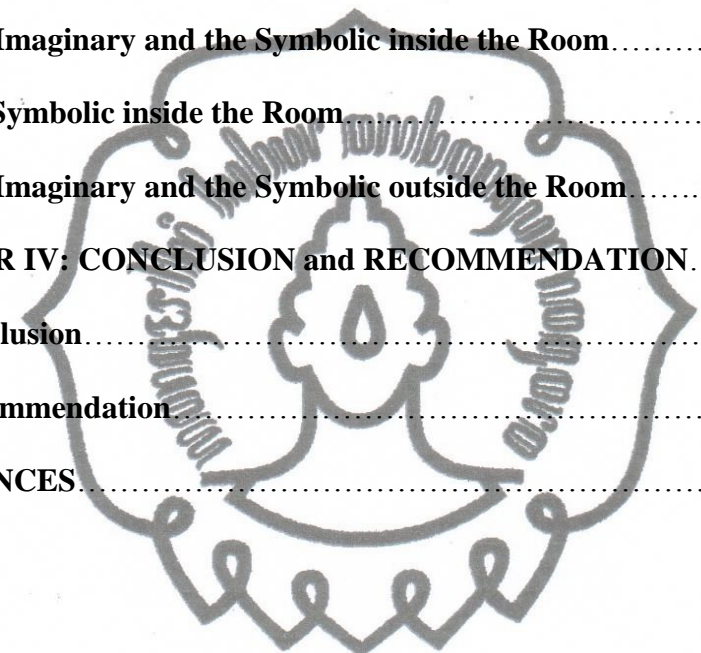 Imaginary and the Symbolic inside the Room..........
Symbolic inside the Room........................................
Imaginary and the Symbolic outside the Room........
R IV: CONCLUSION and RECOMMENDATION.
lusion.....................................................................
mmendation..........................................................
NCES......................................................................